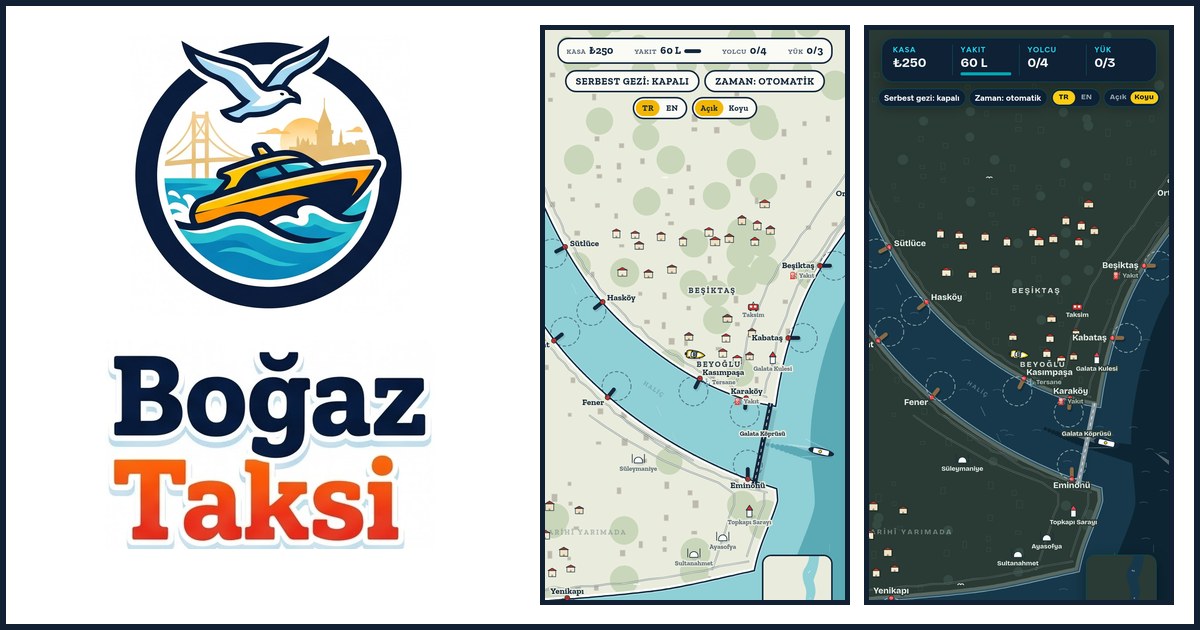 Boğaz
Taksi
KASA ₺250 YAKIT 60 L YOLCU 0/4 YÜK 0/3
SERBEST GEZİ: KAPALI ZAMAN: OTOMATİK
TR EN Açık Koyu
Sütlüce
Beşiktaş
Yakıt
BEŞİKTAŞ
Hasköy
Taksim
Kabataş
BEYOĞLU
Galata Kulesi
Kasımpaşa
Tersane
HALİÇ
Karaköy
Yakıt
Fener
Galata Köprüsü
Süleymaniye
Eminönü
Topkapı Sarayı
Ayasofya
Sultanahmet
Yenikapı
KASA YAKIT YOLCU YÜK
₺250 60 L 0/4 0/3
Serbest gezi: kapalı Zaman: otomatik TR EN Açık Koyu
Sütlüce
Beşiktaş
Yakıt
BEŞİKTAŞ
Hasköy
Taksim
Kabataş
BEYOĞLU
Galata Kulesi
Kasımpaşa
Tersane
HALİÇ
Karaköy
Yakıt
Fener
Galata Köprüsü
Süleymaniye
Eminönü
Topkapı Sarayı
Ayasofya
Sultanahmet
Yenikapı